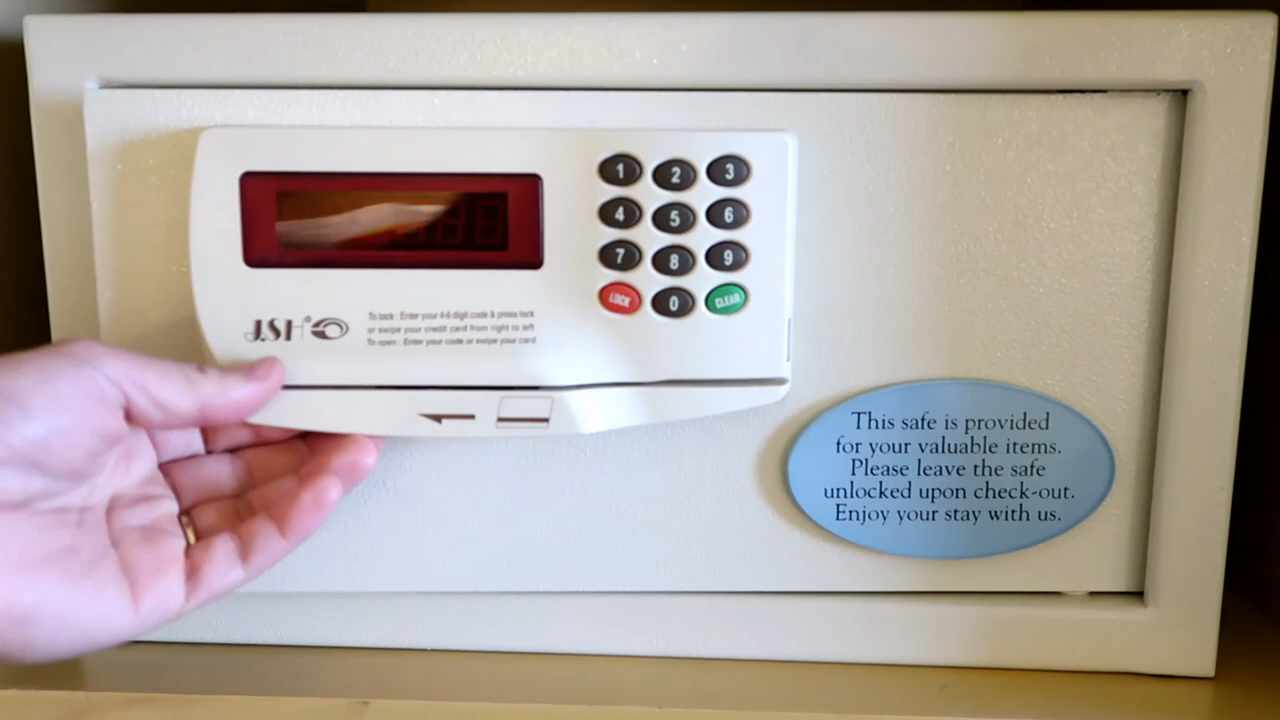 1 2 3
4 5 6
7 8 9
LOCK 0 CLEAR
J.SH®
To lock : Enter your 4-6 digit code & press lock
or swipe your credit card from right to left
To open : Enter your code or swipe your card
This safe is provided
for your valuable items.
Please leave the safe
unlocked upon check-out.
Enjoy your stay with us.